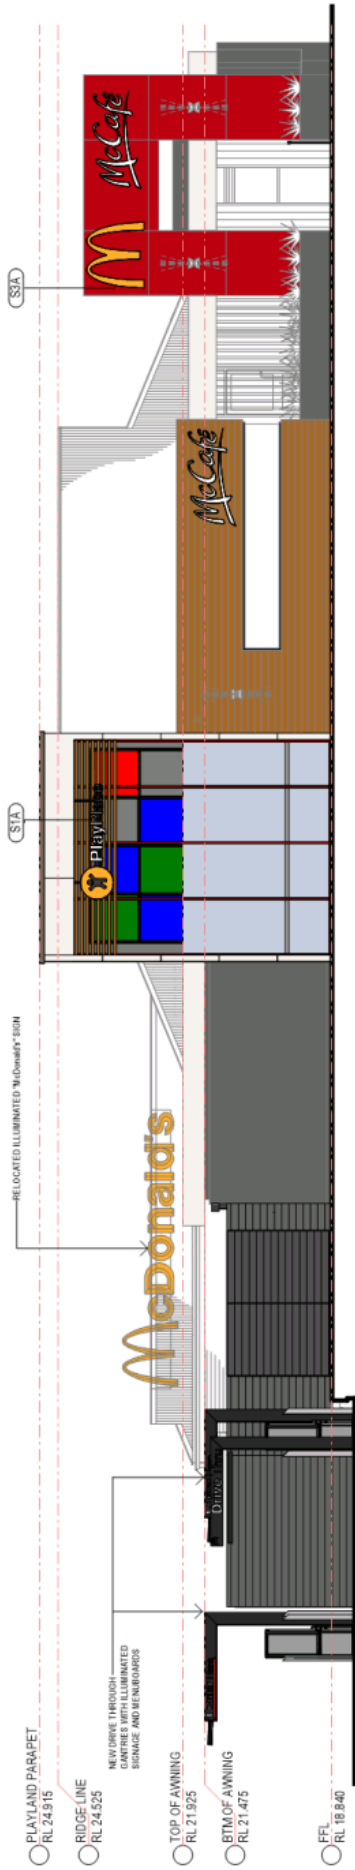 PLAYLAND PARAPET
RL 24.915
RIDGE LINE
RL 24.525
NEW DRIVE THROUGH
GANTRIES WITH ILLUMINATED
SIGNAGE AND MENUBOARDS
TOP OF AWNING
RL 21.925
BTM OF AWNING
RL 21.475
FFL
RL 18.840
RELOCATED ILLUMINATED "McDonald's" SIGN
McDonald's
Drive
S1A
PlayPlace
McCafé
S3A
M
McCafé